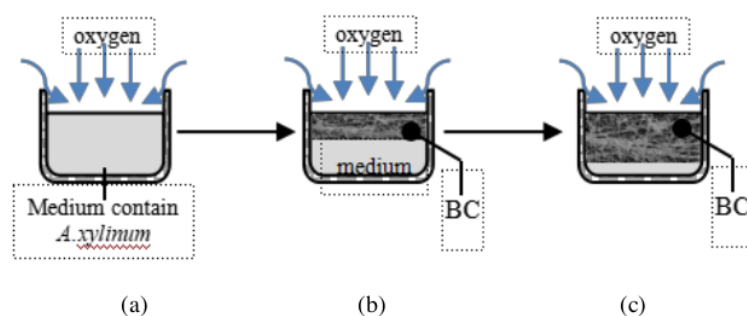 oxygen
oxygen
oxygen
medium
Medium contain
A.xylinum
BC
BC
(a)
(b)
(c)